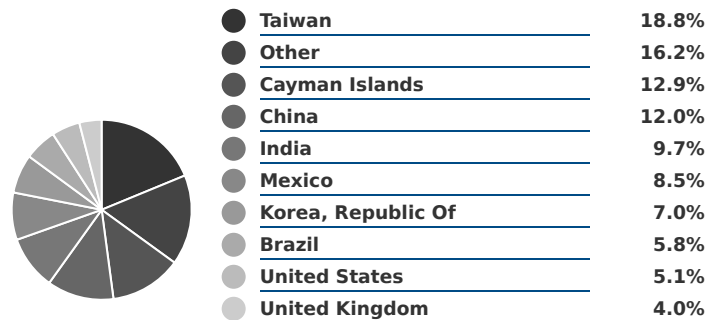 Taiwan 18.8%
Other 16.2%
Cayman Islands 12.9%
China 12.0%
India 9.7%
Mexico 8.5%
Korea, Republic Of 7.0%
Brazil 5.8%
United States 5.1%
United Kingdom 4.0%